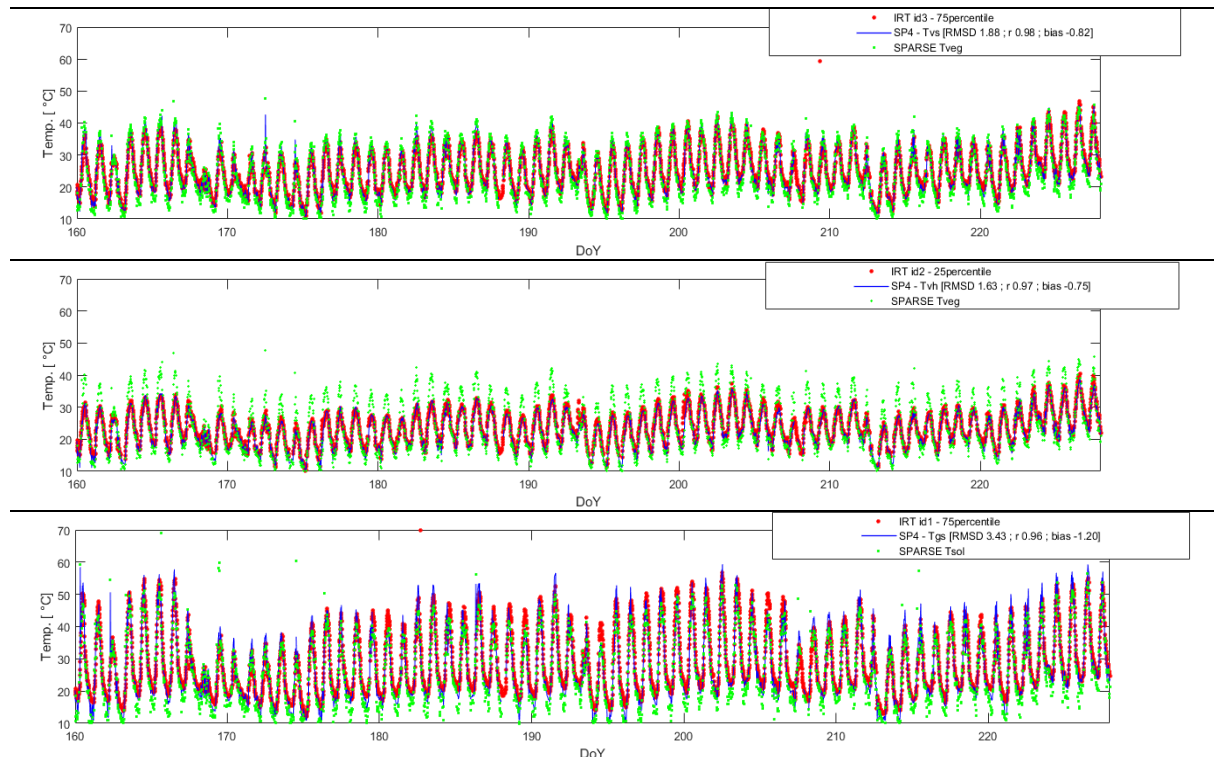 IRT id3 - 75percentile
SP4 - Tvs [RMSD 1.88 ; r 0.98 ; bias -0.82]
SPARSE Tveg
70
60
50
40
30
20
10
Temp. [ °C]
160 170 180 190 200 210 220
DoY
IRT id2 - 25percentile
SP4 - Tvh [RMSD 1.63 ; r 0.97 ; bias -0.75]
SPARSE Tveg
70
60
50
40
30
20
10
Temp. [ °C]
160 170 180 190 200 210 220
DoY
IRT id1 - 75percentile
SP4 - Tgs [RMSD 3.43 ; r 0.96 ; bias -1.20]
SPARSE Tsol
70
60
50
40
30
20
10
Temp. [ °C]
160 170 180 190 200 210 220
DoY